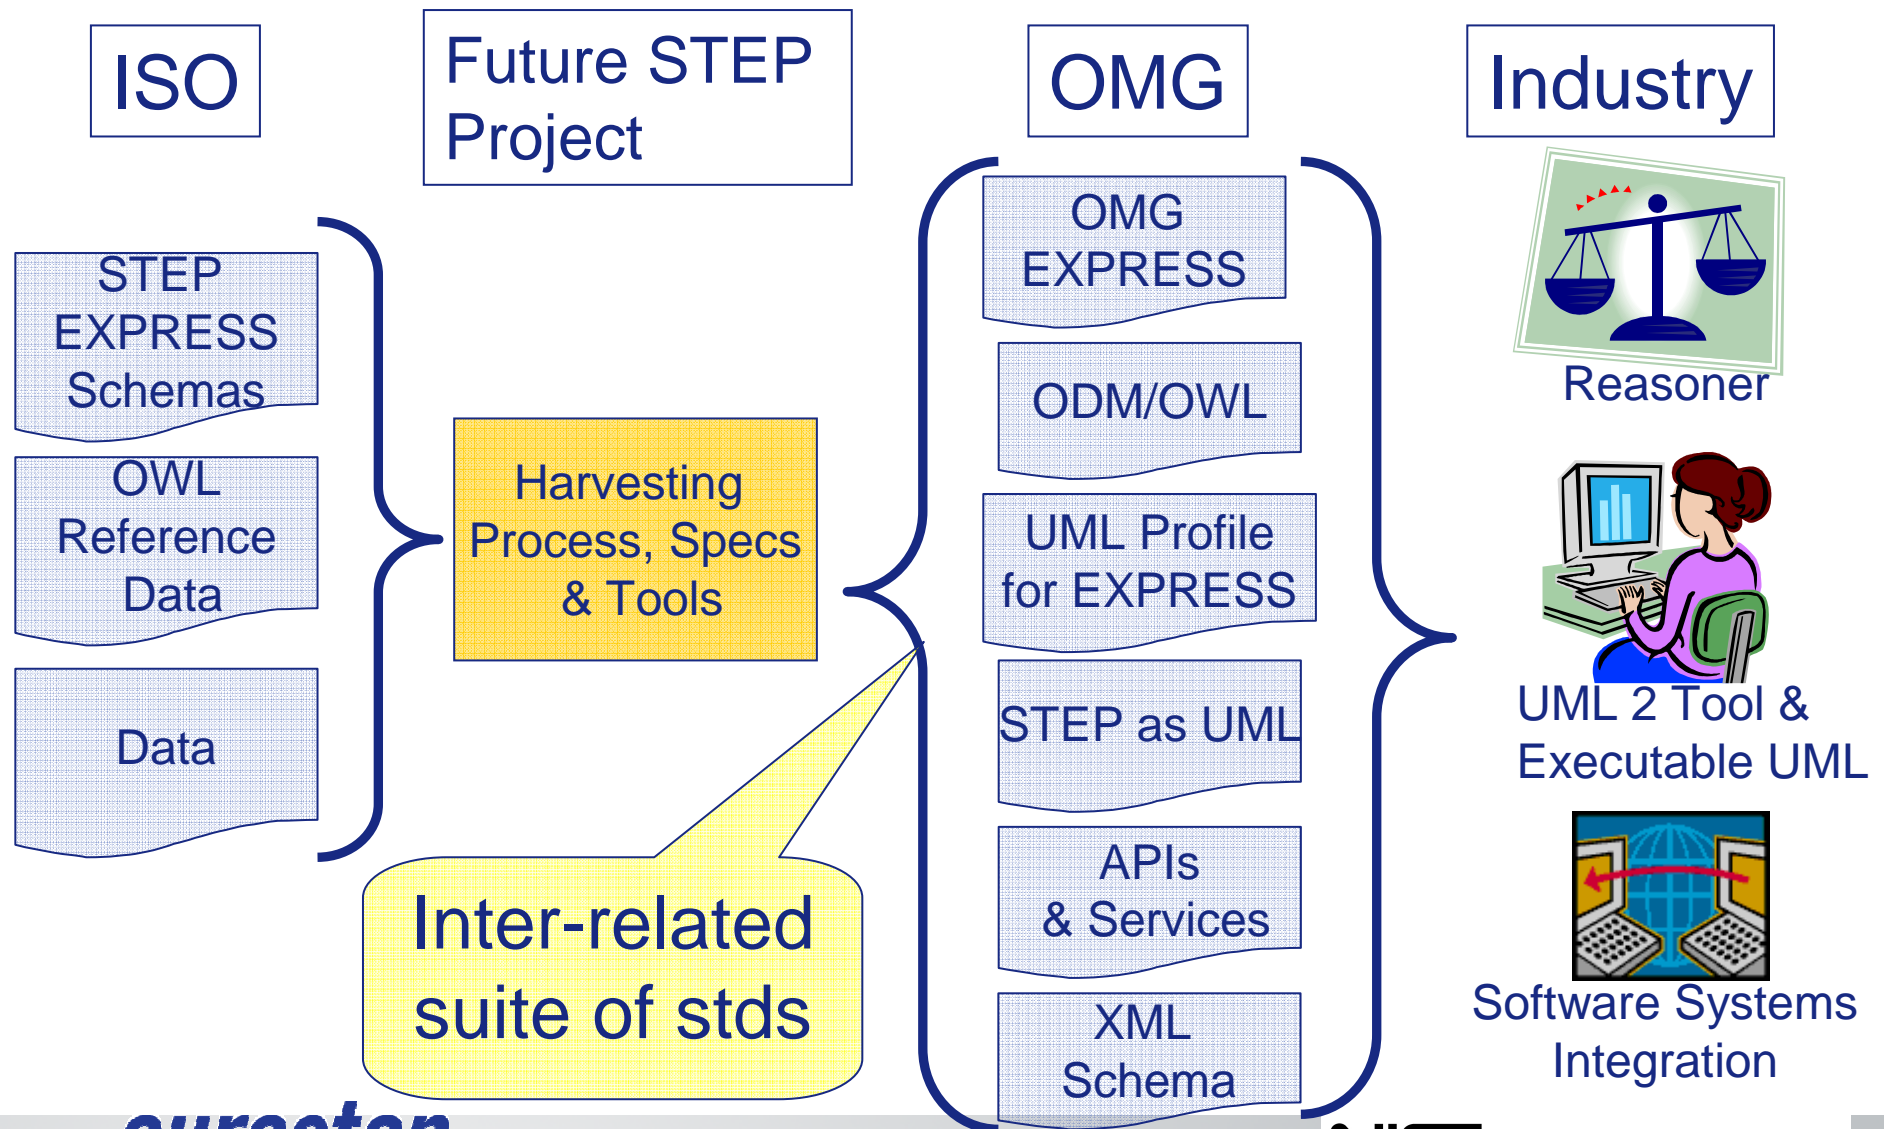 ISO
Future STEP
Project
OMG
Industry
STEP
EXPRESS
Schemas
OWL
Reference
Data
Data
Harvesting
Process, Specs
& Tools
Inter-related
suite of stds
OMG
EXPRESS
ODM/OWL
UML Profile
for EXPRESS
STEP as UML
APIs
& Services
XML
Schema
Reasoner
UML 2 Tool &
Executable UML
Software Systems
Integration